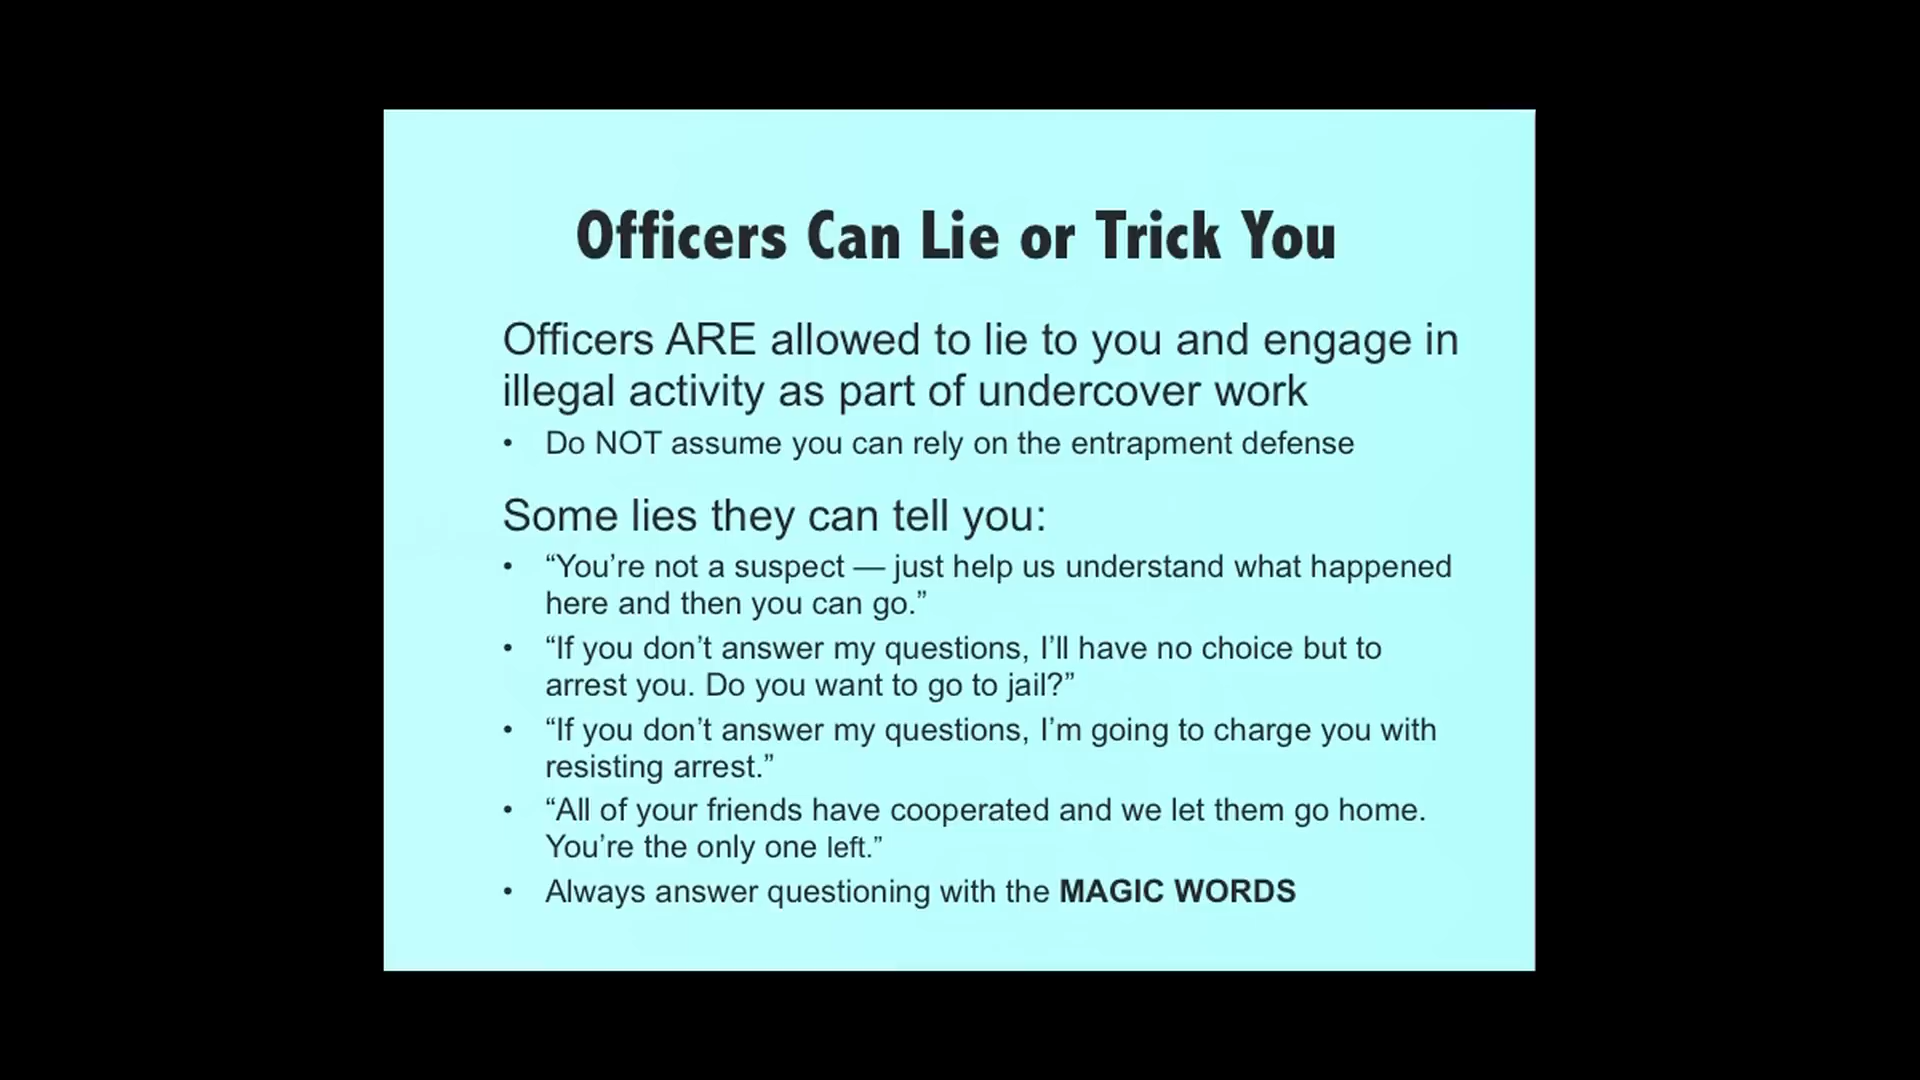 Officers Can Lie or Trick You
Officers ARE allowed to lie to you and engage in
illegal activity as part of undercover work
• Do NOT assume you can rely on the entrapment defense
Some lies they can tell you:
• “You’re not a suspect — just help us understand what happened
here and then you can go.”
• “If you don’t answer my questions, I’ll have no choice but to
arrest you. Do you want to go to jail?”
• “If you don’t answer my questions, I’m going to charge you with
resisting arrest.”
• “All of your friends have cooperated and we let them go home.
You’re the only one left.”
• Always answer questioning with the MAGIC WORDS